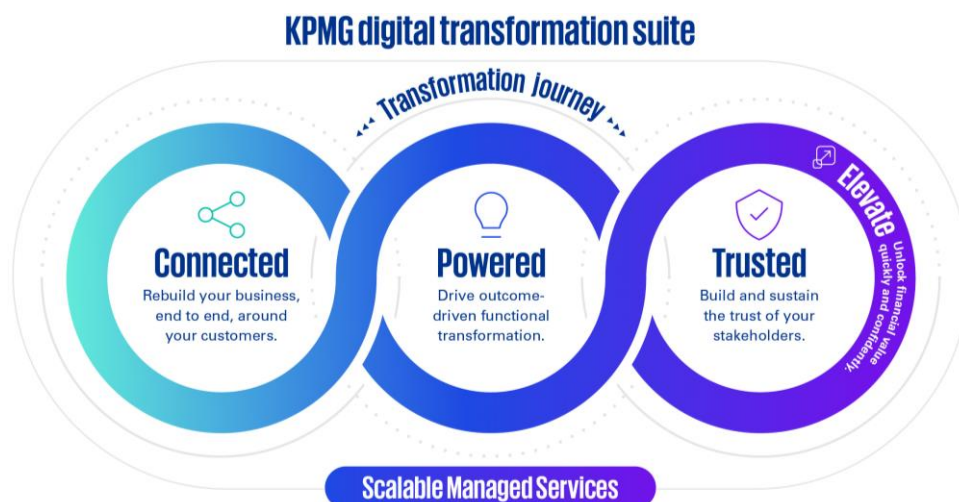 KPMG digital transformation suite
Transformation journey
Connected
Rebuild your business,
end to end, around
your customers.
Powered
Drive outcome-
driven functional
transformation.
Trusted
Build and sustain
the trust of your
stakeholders.
Elevate
Unlock financial value
quickly and confidently.
Scalable Managed Services